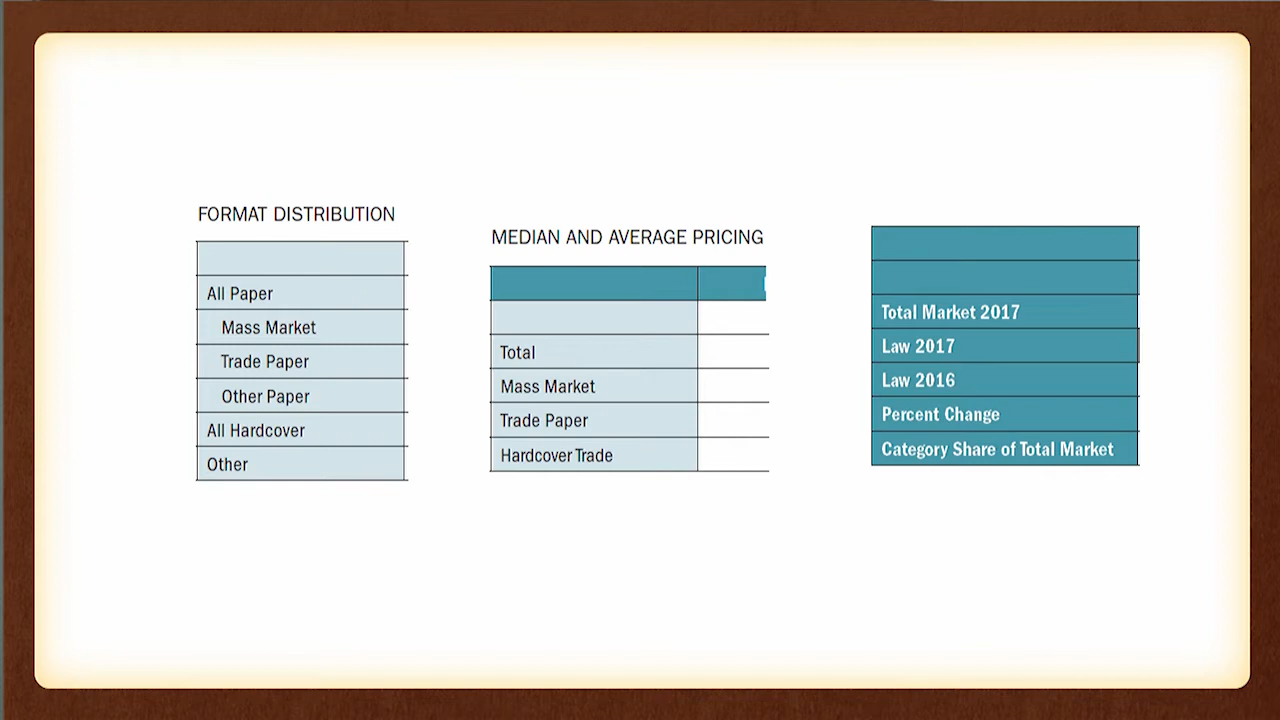 FORMAT DISTRIBUTION
All Paper
Mass Market
Trade Paper
Other Paper
All Hardcover
Other
MEDIAN AND AVERAGE PRICING
Total
Mass Market
Trade Paper
Hardcover Trade
Total Market 2017
Law 2017
Law 2016
Percent Change
Category Share of Total Market